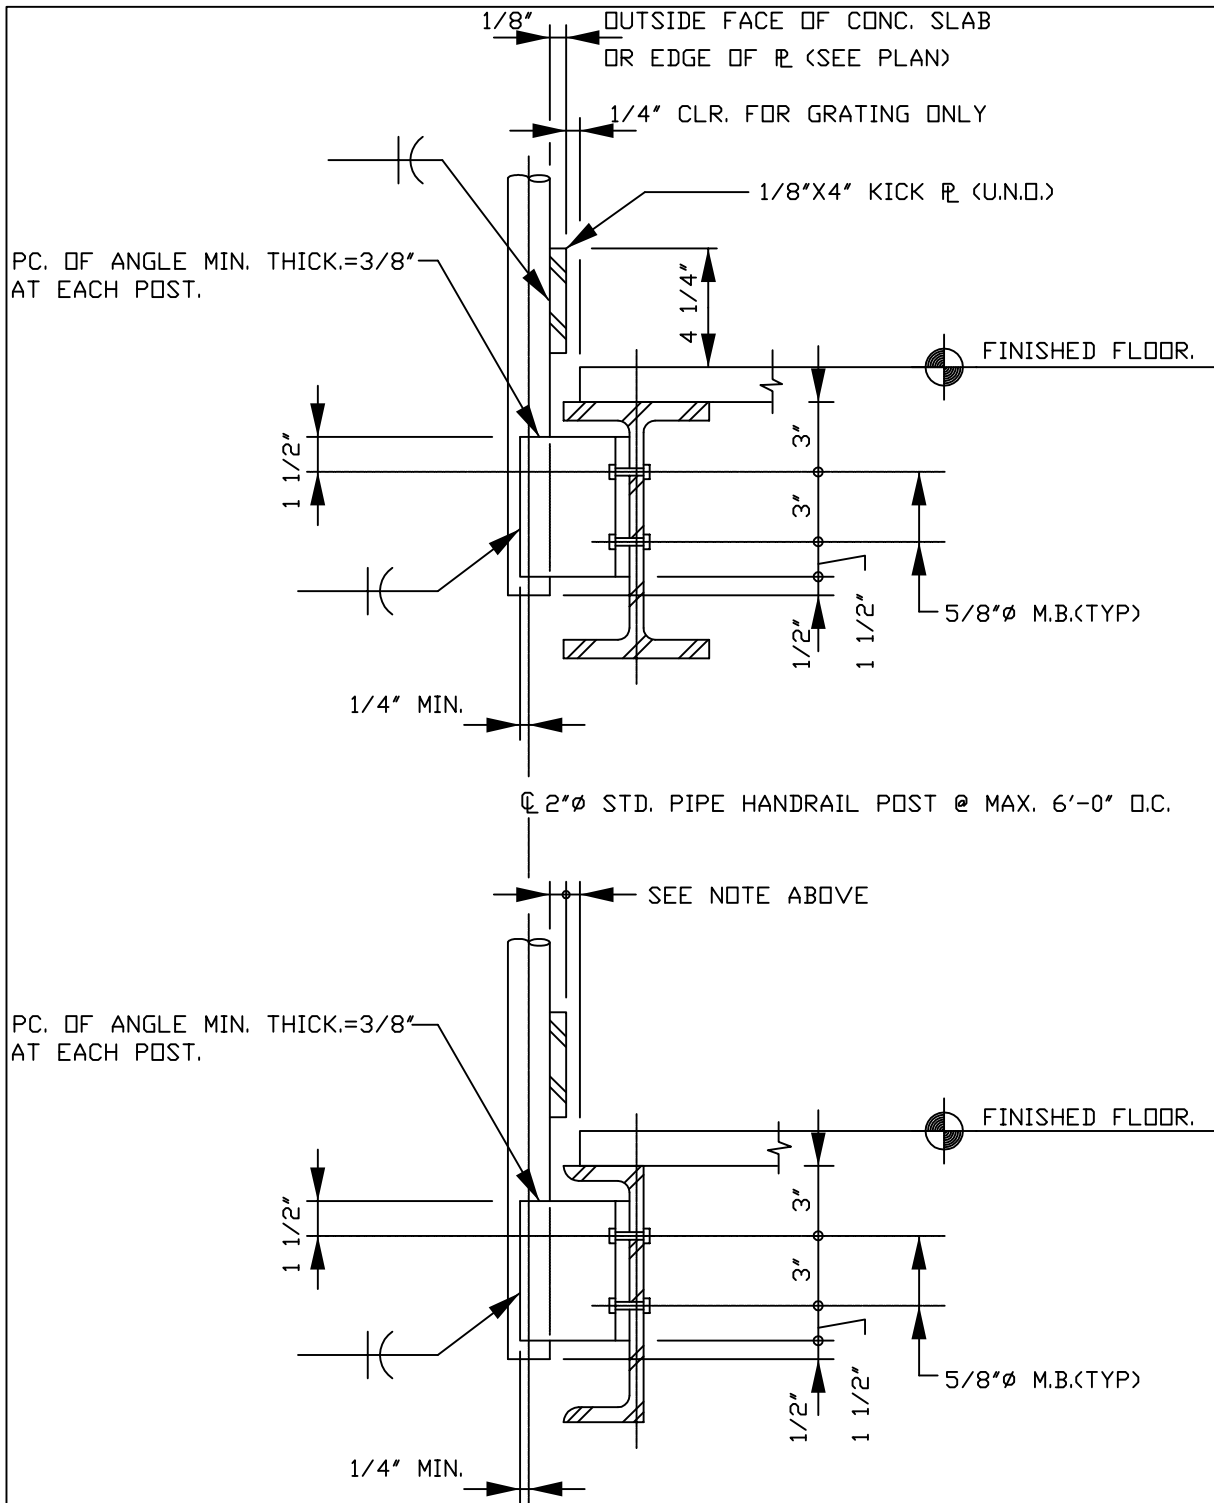 1/8"
OUTSIDE FACE OF CONC. SLAB
OR EDGE OF ⅊ (SEE PLAN)
1/4" CLR. FOR GRATING ONLY
1/8"X4" KICK ⅊ (U.N.O.)
PC. OF ANGLE MIN. THICK.=3/8"
AT EACH POST.
4 1/4"
FINISHED FLOOR.
1 1/2"
3"
3"
1/2"
1 1/2"
5/8"ø M.B.(TYP)
1/4" MIN.
℄ 2"ø STD. PIPE HANDRAIL POST @ MAX. 6'-0" O.C.
SEE NOTE ABOVE
PC. OF ANGLE MIN. THICK.=3/8"
AT EACH POST.
FINISHED FLOOR.
1 1/2"
3"
3"
1/2"
1 1/2"
5/8"ø M.B.(TYP)
1/4" MIN.